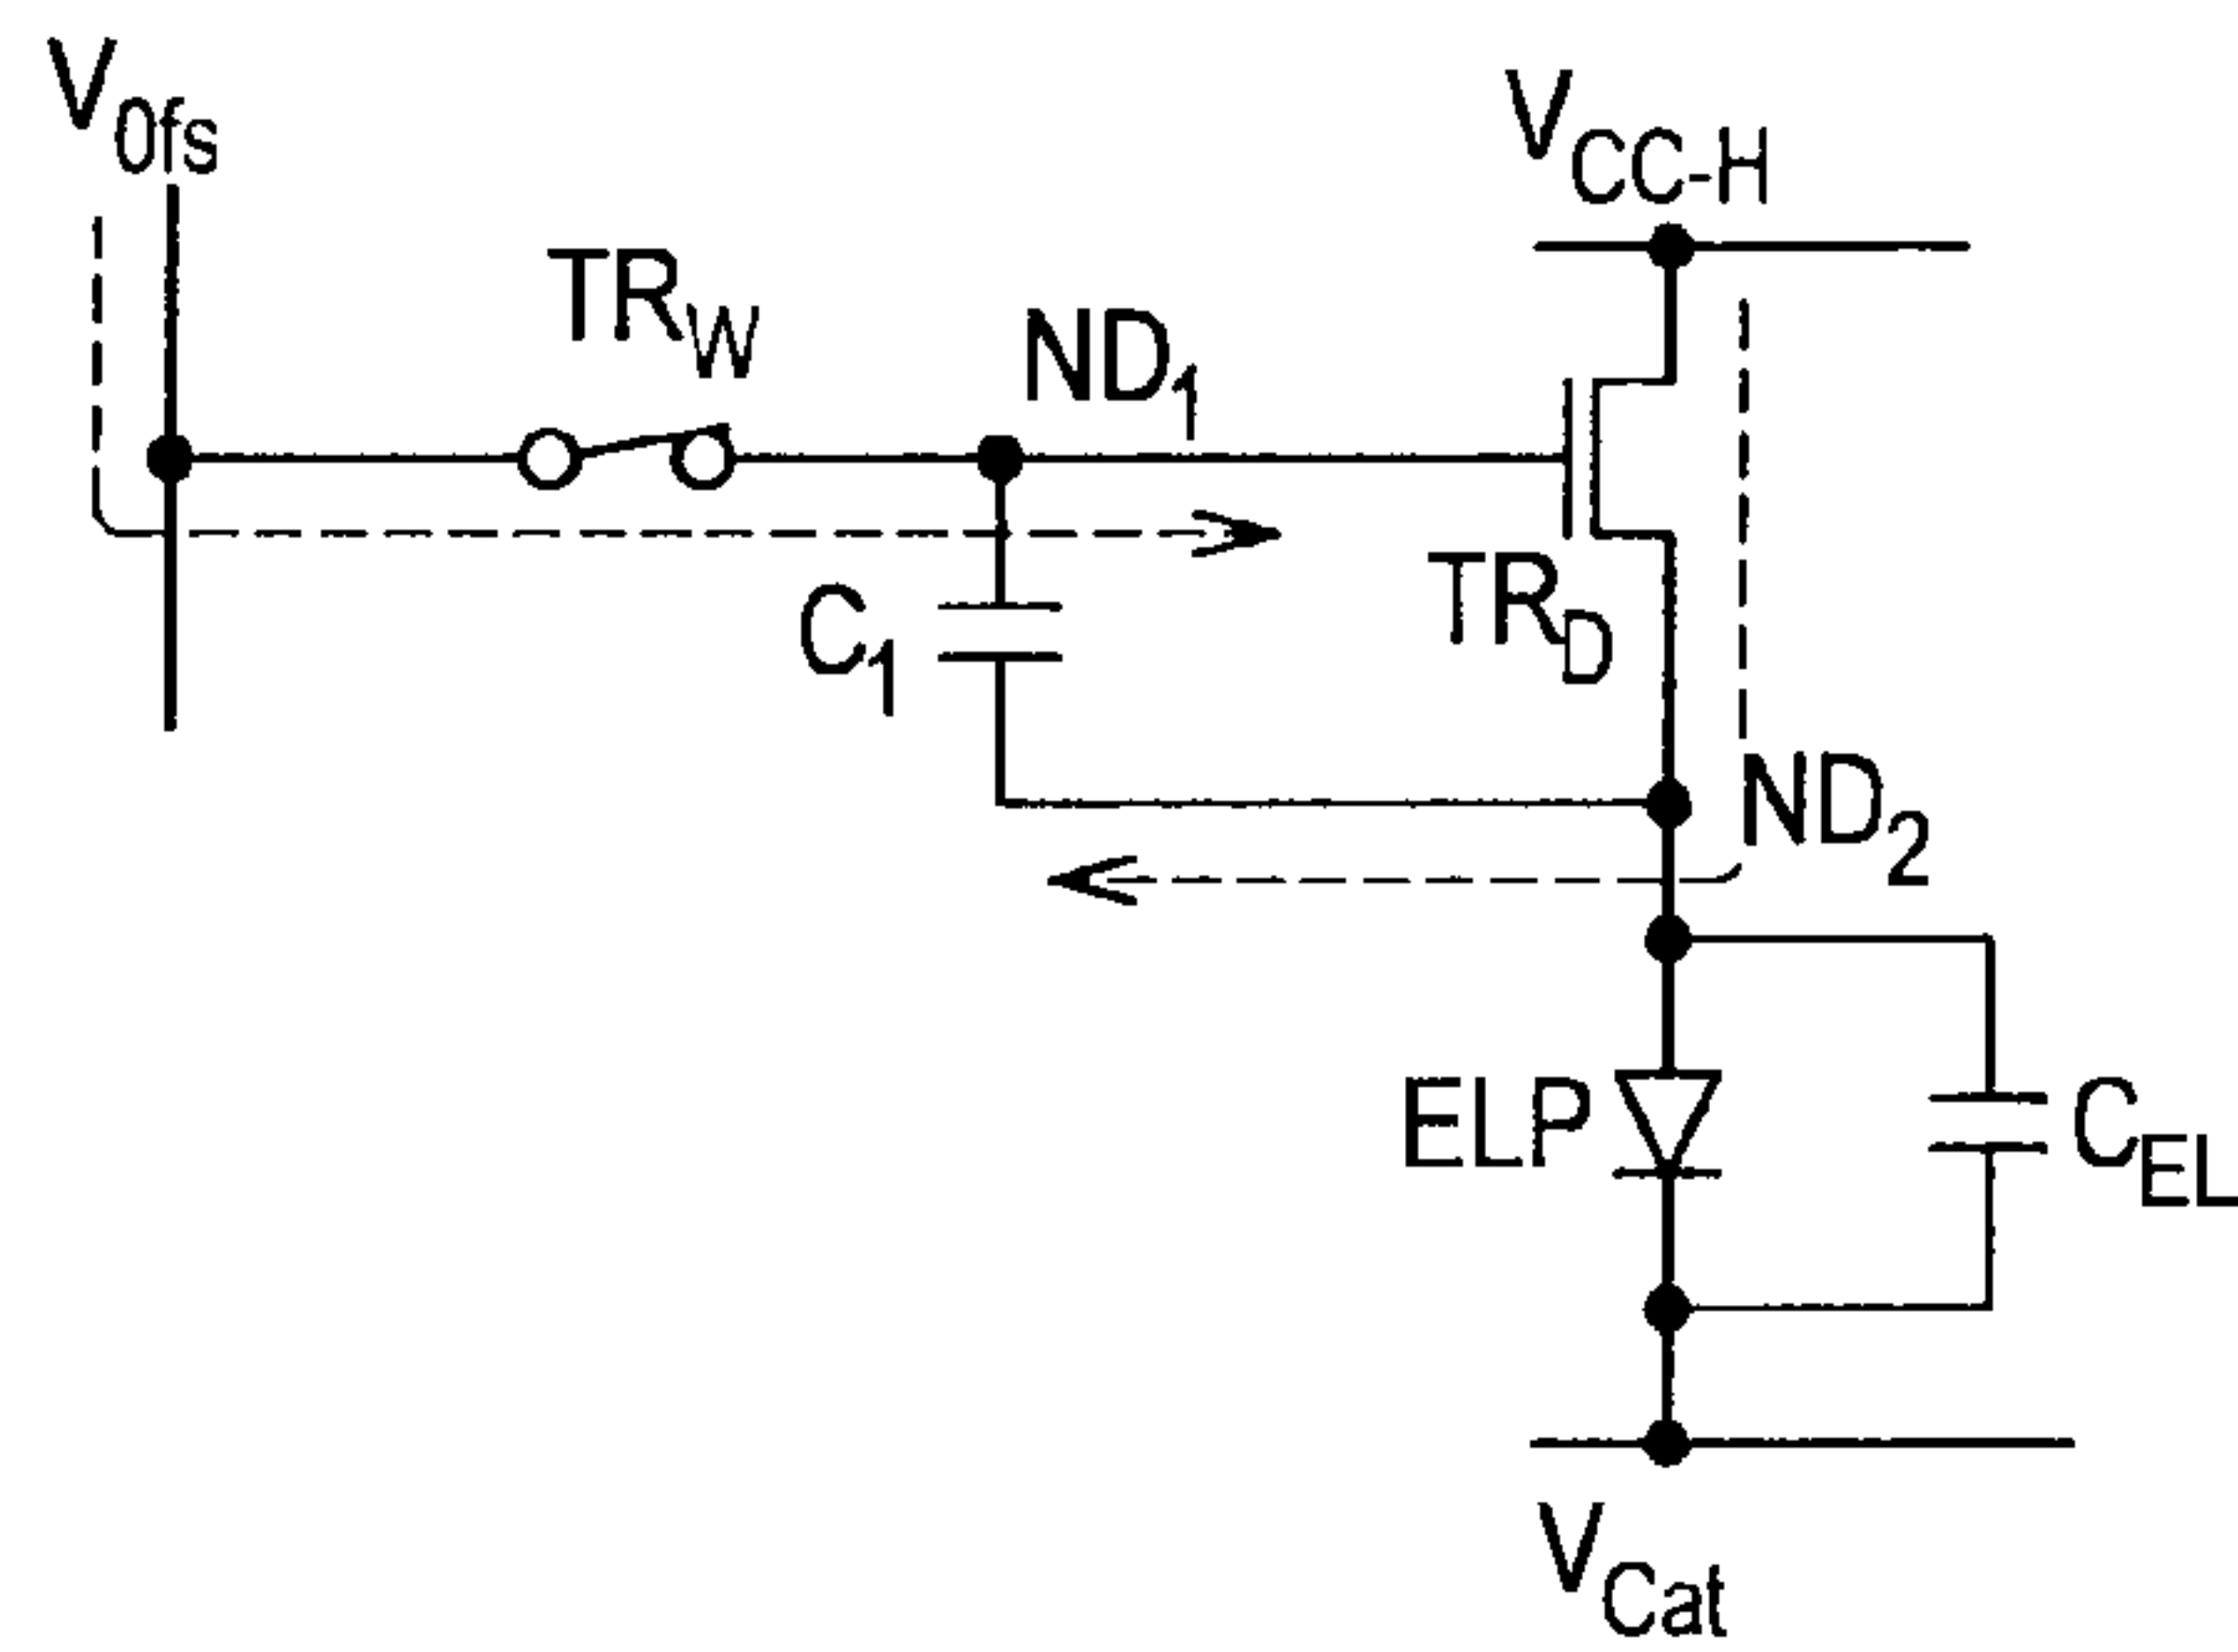 V0fs
VCC-H
TRW
ND1
C1
TRD
ND2
ELP
CEL
VCat